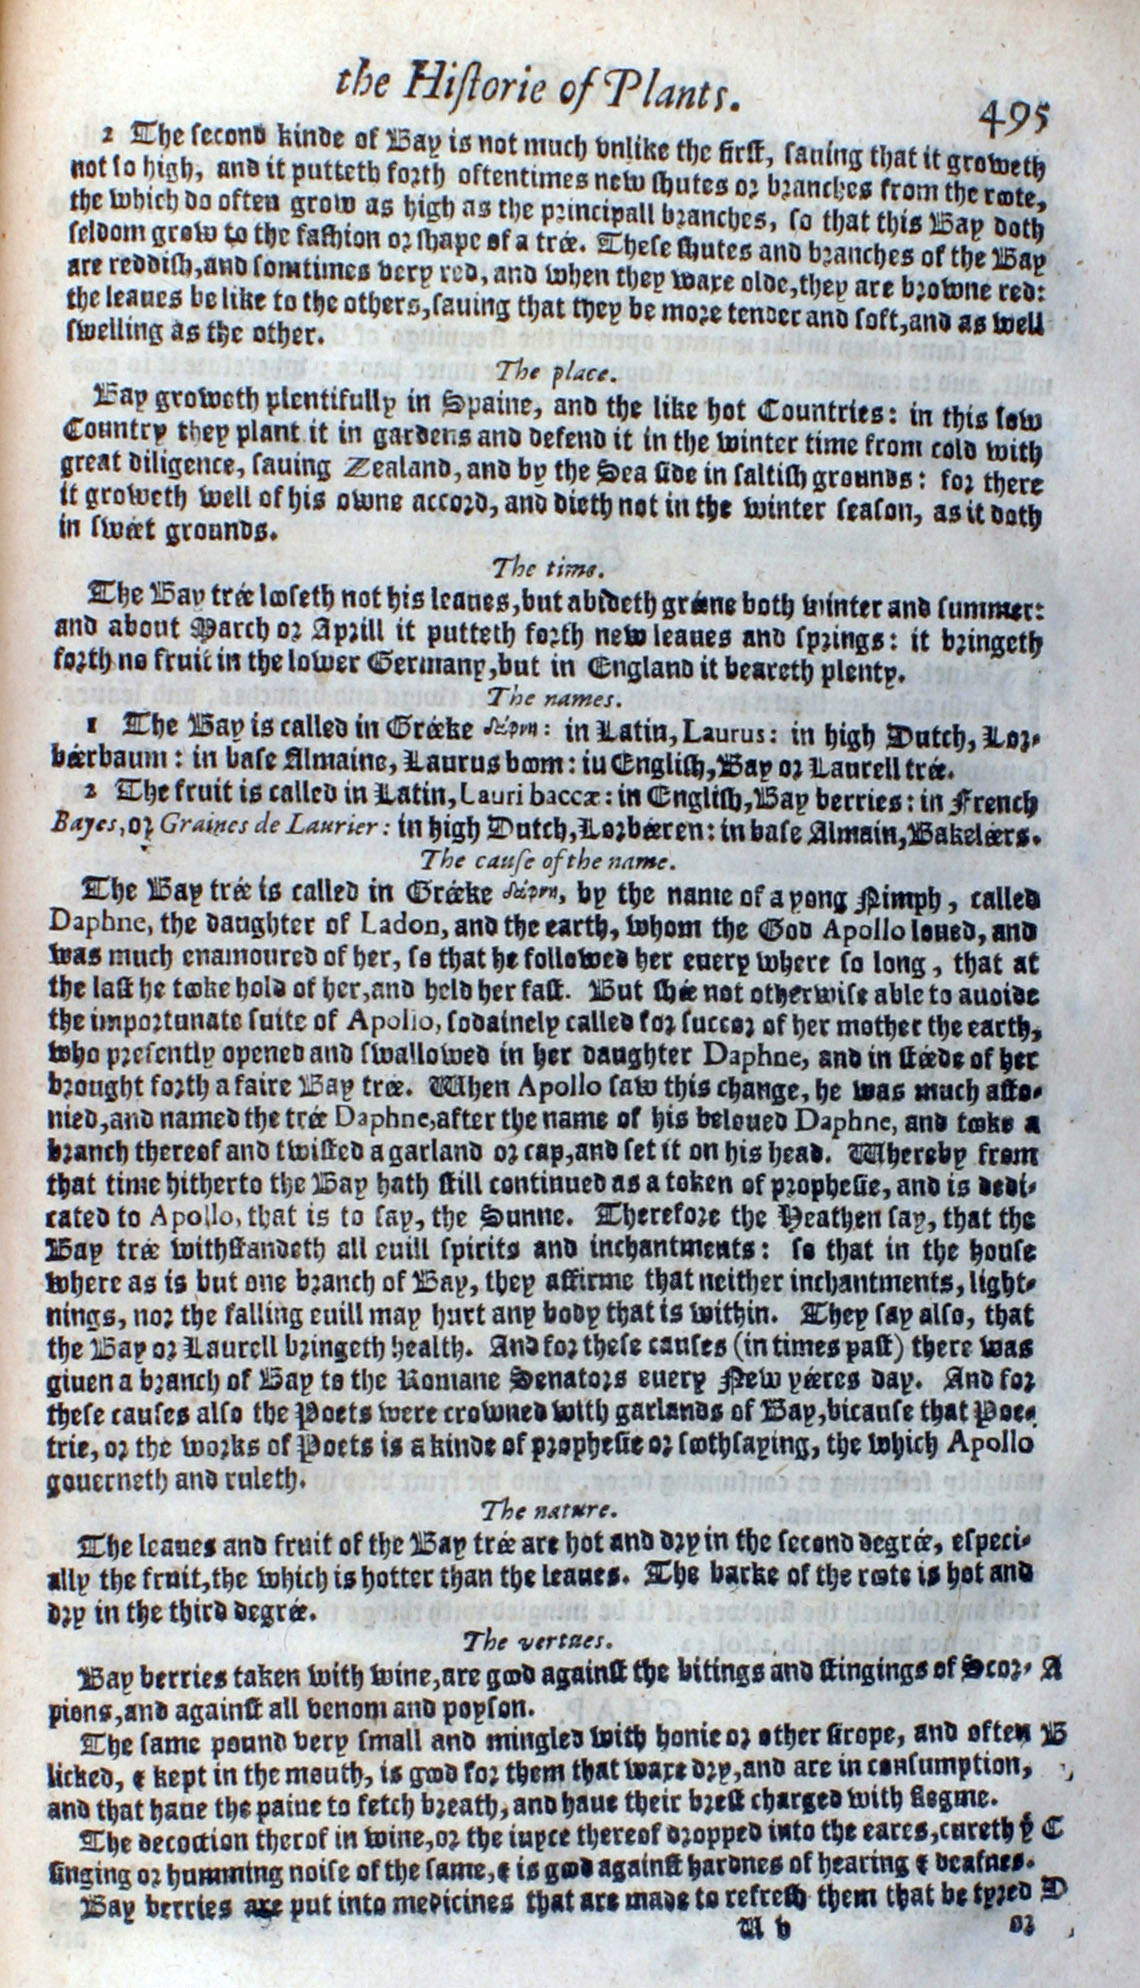 the Hiſtorie of Plants.
495
2 The ſecond kinde of Bay is not much vnlike the firſt, ſauing that it groweth
not ſo high, and it putteth forth oftentimes new ſhutes or branches from the roote,
the which do often grow as high as the principall branches, ſo that this Bay doth
ſeldom grow to the faſhion or ſhape of a trée. Theſe ſhutes and branches of the Bay
are reddiſh, and ſomtimes very red, and when they waxe olde, they are browne red:
the leaues be like to the others, ſauing that they be more tender and ſoft, and as well
ſwelling as the other.
The place.
Bay groweth plentifully in Spaine, and the like hot Countries: in this low
Country they plant it in gardens and defend it in the winter time from cold with
great diligence, ſauing Zealand, and by the Sea ſide in ſaltiſh grounds: for there
it groweth well of his owne accord, and dieth not in the winter ſeaſon, as it doth
in ſwéet grounds.
The time.
The Bay trée looſeth not his leaues, but abideth gréene both winter and ſummer:
and about March or Aprill it putteth forth new leaues and ſprings: it bringeth
forth no fruit in the lower Germany, but in England it beareth plenty.
The names.
1 The Bay is called in Gréeke δάφνη: in Latin, Laurus: in high Dutch, Lor-
béerbaum: in baſe Almaine, Laurus boom: iu Engliſh, Bay or Laurell trée.
2 The fruit is called in Latin, Lauri baccæ: in Engliſh, Bay berries: in French
Bayes, or Graines de Laurier: in high Dutch, Lorbéeren: in baſe Almain, Bakeléers.
The cauſe of the name.
The Bay trée is called in Gréeke δάφνη, by the name of a yong Nimph, called
Daphne, the daughter of Ladon, and the earth, whom the God Apollo loued, and
was much enamoured of her, ſo that he followed her euery where ſo long, that at
the laſt he tooke hold of her, and held her faſt. But ſhée not otherwiſe able to auoide
the importunate ſuite of Apollo, ſodainely called for ſuccor of her mother the earth,
who preſently opened and ſwallowed in her daughter Daphne, and in ſtéede of her
brought forth a faire Bay trée. When Apollo ſaw this change, he was much aſto-
nied, and named the trée Daphne, after the name of his beloued Daphne, and tooke a
branch thereof and twiſted a garland or cap, and ſet it on his head. Whereby from
that time hitherto the Bay hath ſtill continued as a token of propheſie, and is dedi-
cated to Apollo, that is to ſay, the Sunne. Therefore the Heathen ſay, that the
Bay trée withſtandeth all euill ſpirits and inchantments: ſo that in the houſe
where as is but one branch of Bay, they affirme that neither inchantments, light-
nings, nor the falling euill may hurt any body that is within. They ſay alſo, that
the Bay or Laurell bringeth health. And for theſe cauſes (in times paſt) there was
giuen a branch of Bay to the Romane Senators euery New yéeres day. And for
theſe cauſes alſo the Poets were crowned with garlands of Bay, bicauſe that Poe-
trie, or the works of Poets is a kinde of propheſie or ſoothſaying, the which Apollo
gouerneth and ruleth.
The nature.
The leaues and fruit of the Bay trée are hot and dry in the ſecond degrée, eſpeci-
ally the fruit, the which is hotter than the leaues. The barke of the roote is hot and
dry in the third degrée.
The vertues.
Bay berries taken with wine, are good againſt the bitings and ſtingings of Scor- A
pions, and againſt all venom and poyſon.
The ſame pound very ſmall and mingled with honie or other ſirope, and often B
licked, & kept in the mouth, is good for them that waxe dry, and are in conſumption,
and that haue the paine to fetch breath, and haue their breſt charged with flegme.
The decoction therof in wine, or the iuyce thereof dropped into the eares, cureth yͤ C
ſinging or humming noiſe of the ſame, & is good againſt hardnes of hearing & deafnes.
Bay berries are put into medicines that are made to refreſh them that be tyred D
U v
or